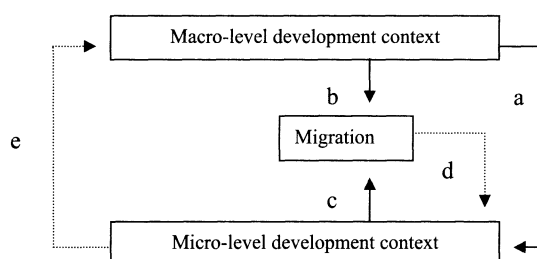 Macro-level development context
b
a
Migration
e
d
c
Micro-level development context